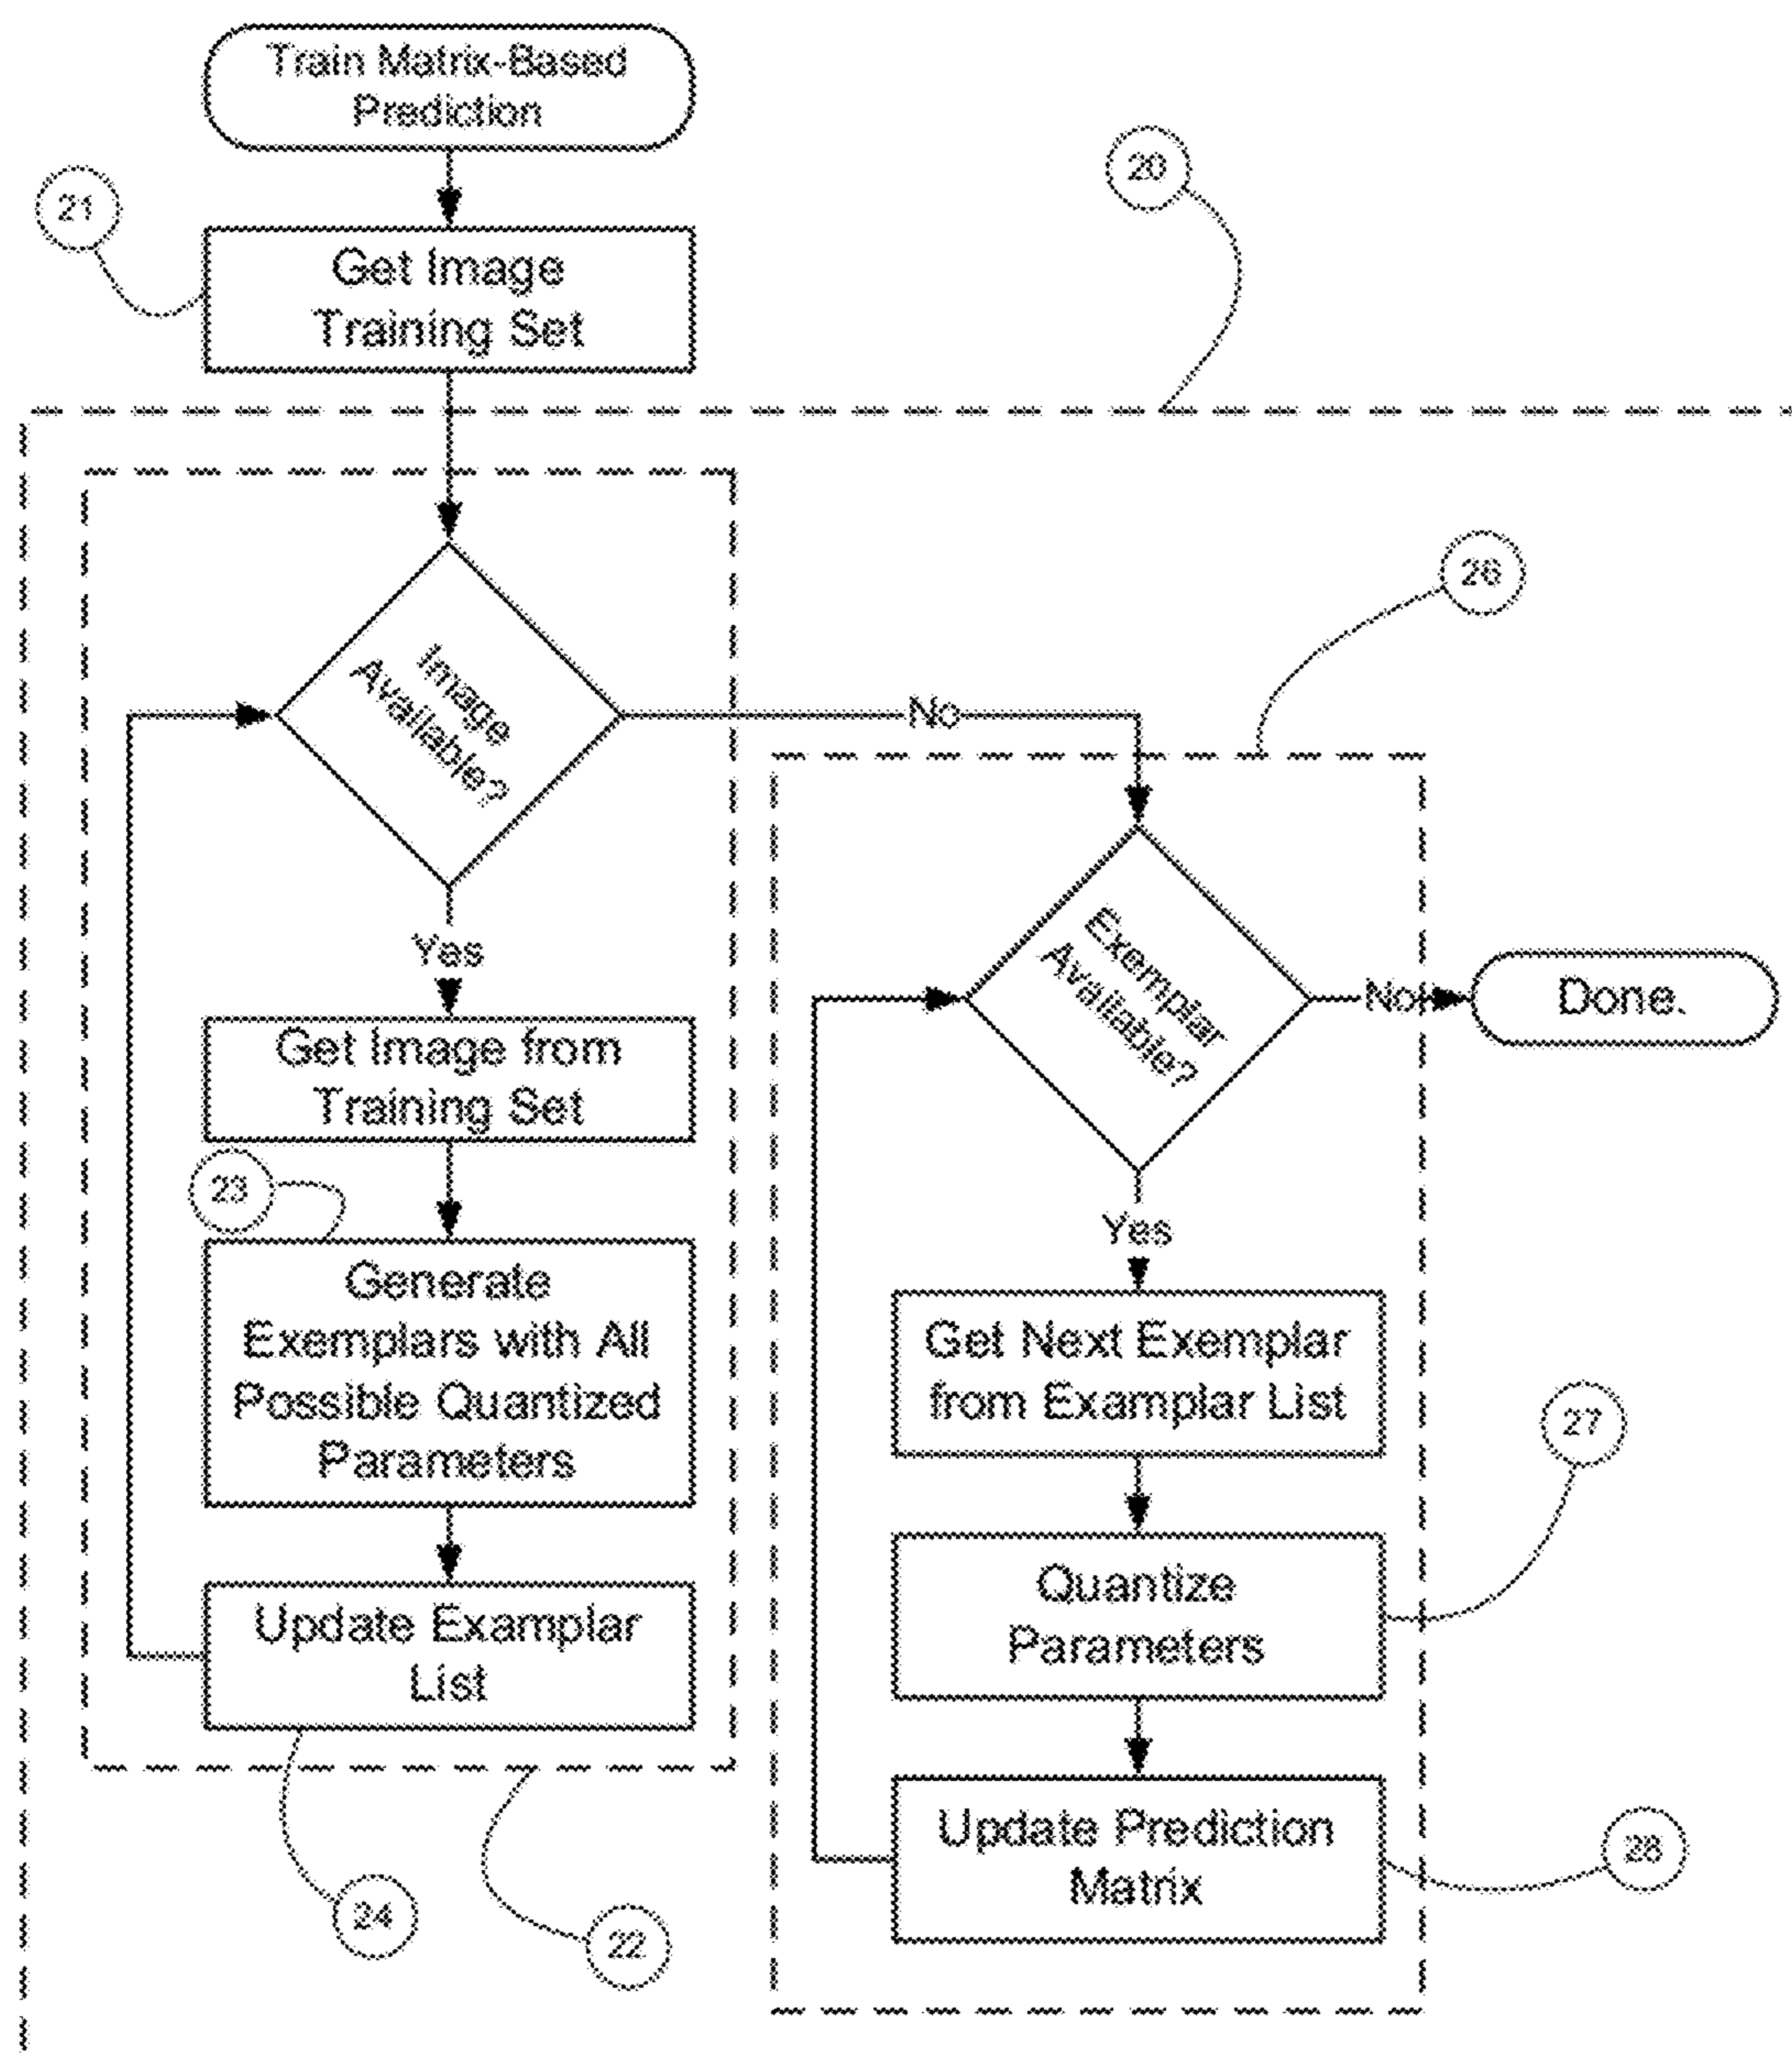 Train Matrix-Based
Prediction
20
21
Get Image
Training Set
26
Image
Available?
No
Yes
Exemplar
Available?
No
Done.
Get Image from
Training Set
23
Yes
Generate
Exemplars with All
Possible Quantized
Parameters
Get Next Exemplar
from Examplar List
27
Update Examplar
List
Quantize
Parameters
24
22
Update Prediction
Matrix
28